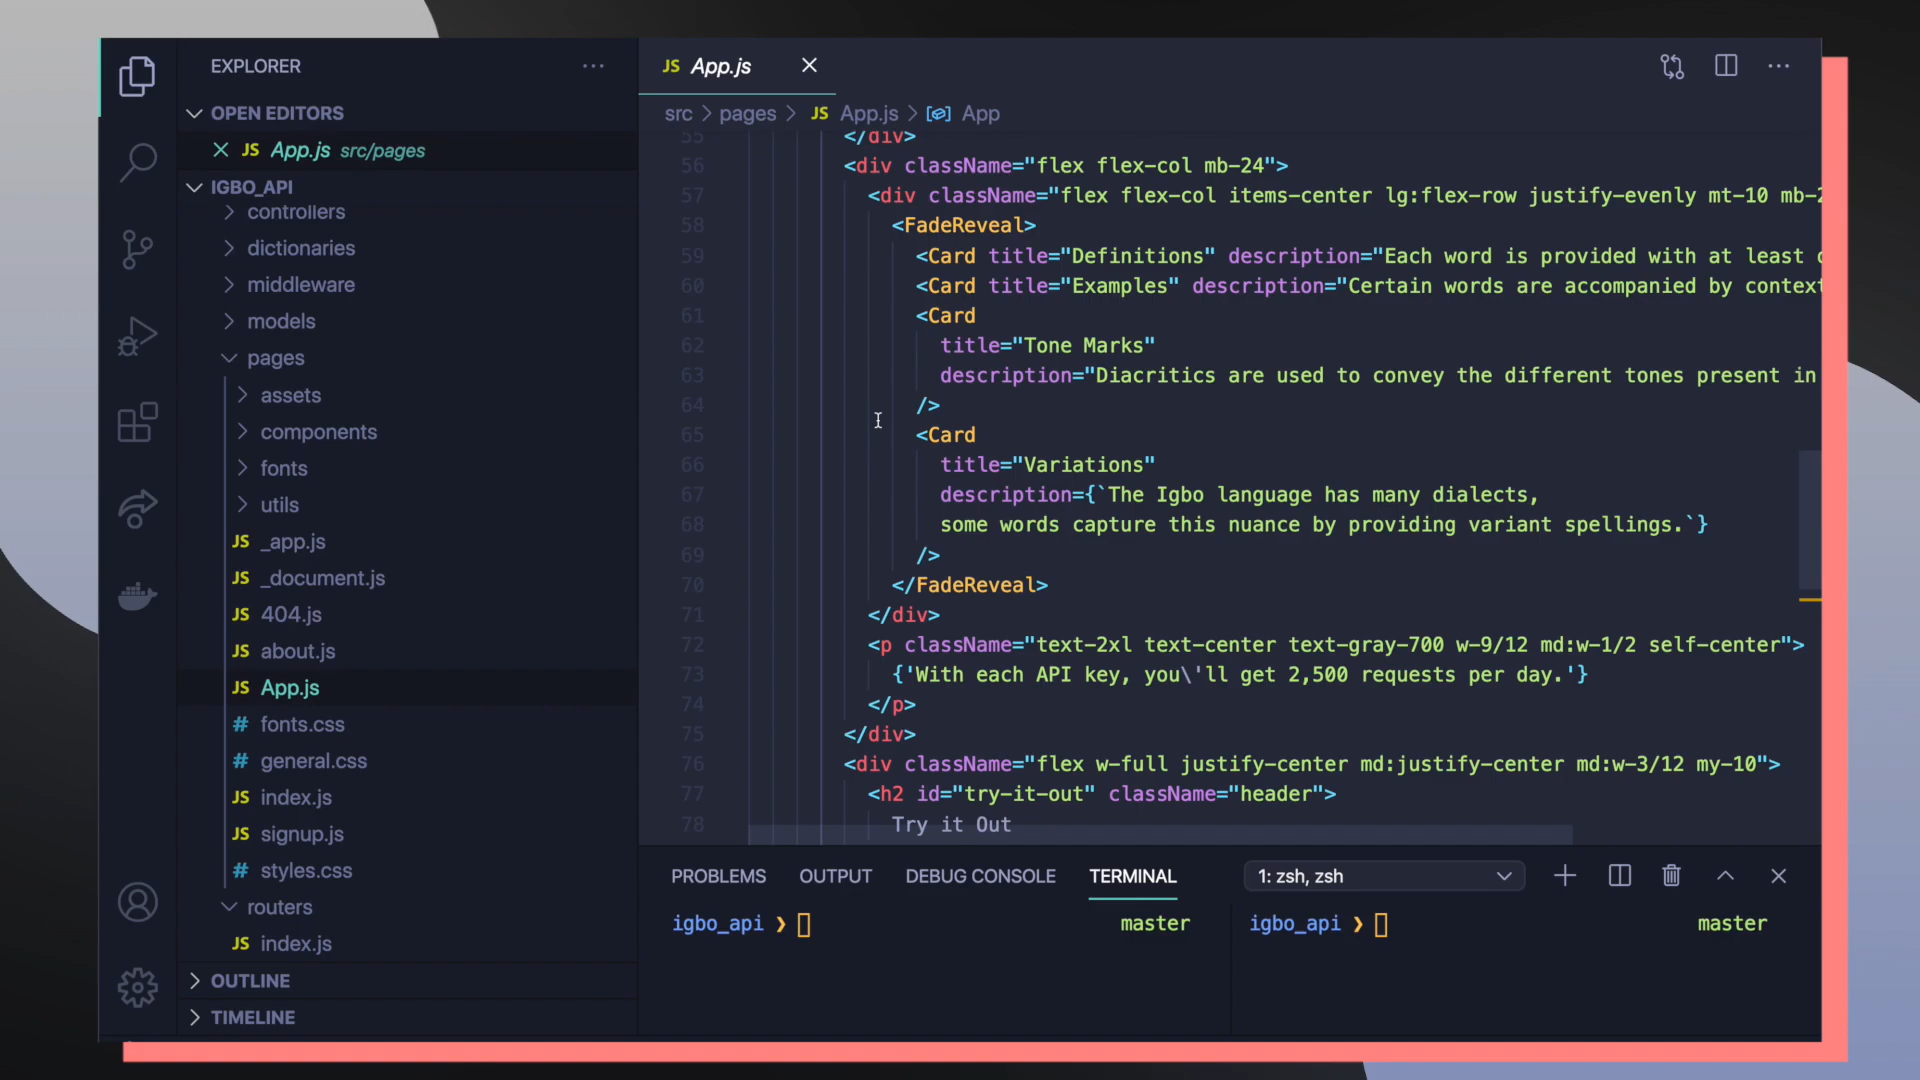 EXPLORER
OPEN EDITORS
JS App.js src/pages
IGBO_API
controllers
dictionaries
middleware
models
pages
assets
components
fonts
utils
JS _app.js
JS _document.js
JS 404.js
JS about.js
JS App.js
# fonts.css
# general.css
JS index.js
JS signup.js
# styles.css
routers
JS index.js
OUTLINE
TIMELINE
JS App.js
src > pages > JS App.js > App
55 </div>
56 <div className="flex flex-col mb-24">
57 <div className="flex flex-col items-center lg:flex-row justify-evenly mt-10 mb-2
58 <FadeReveal>
59 <Card title="Definitions" description="Each word is provided with at least
60 <Card title="Examples" description="Certain words are accompanied by context
61 <Card
62 title="Tone Marks"
63 description="Diacritics are used to convey the different tones present in
64 />
65 <Card
66 title="Variations"
67 description={`The Igbo language has many dialects,
68 some words capture this nuance by providing variant spellings.`}
69 />
70 </FadeReveal>
71 </div>
72 <p className="text-2xl text-center text-gray-700 w-9/12 md:w-1/2 self-center">
73 {'With each API key, you\'ll get 2,500 requests per day.'}
74 </p>
75 </div>
76 <div className="flex w-full justify-center md:justify-center md:w-3/12 my-10">
77 <h2 id="try-it-out" className="header">
78 Try it Out
PROBLEMS OUTPUT DEBUG CONSOLE TERMINAL 1: zsh, zsh
igbo_api ❯ master
igbo_api ❯ master